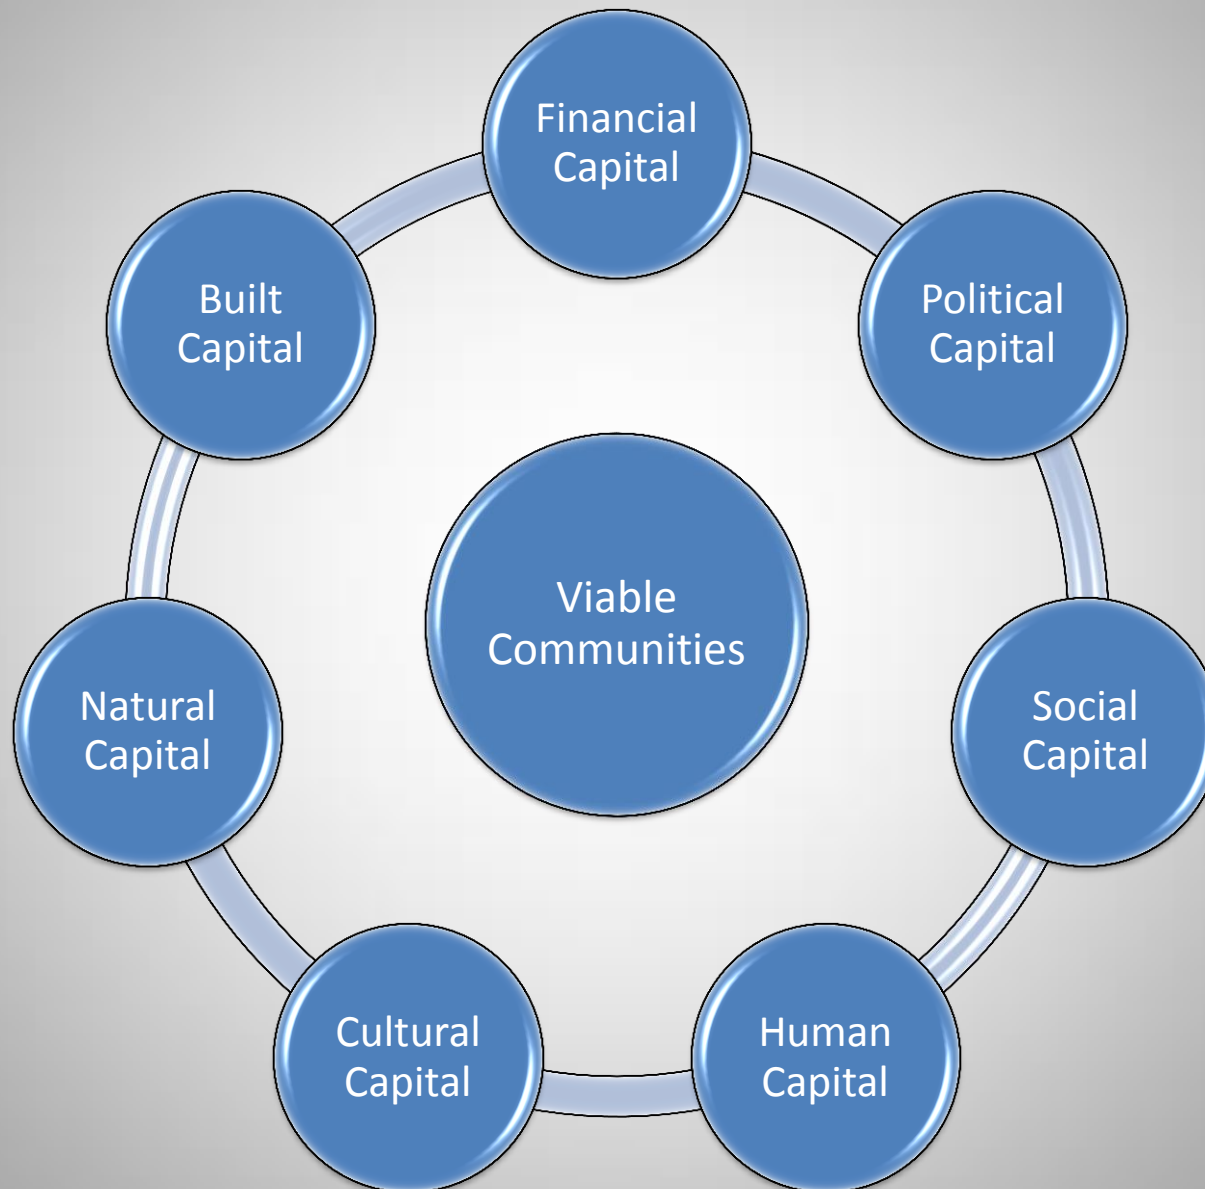 Financial
Capital
Political
Capital
Social
Capital
Human
Capital
Cultural
Capital
Natural
Capital
Built
Capital
Viable
Communities